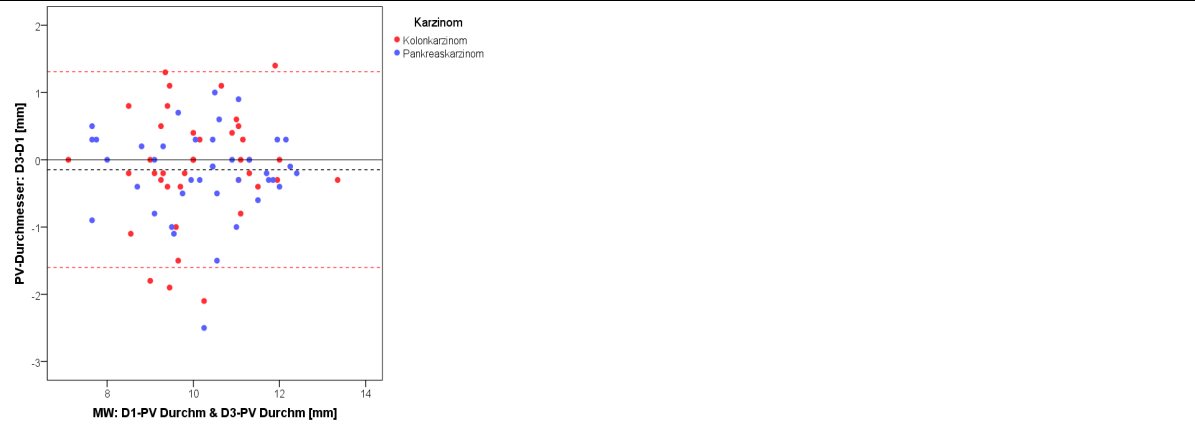 Karzinom
Kolonkarzinom
Pankreaskarzinom
PV-Durchmesser: D3-D1 [mm]
2
1
0
-1
-2
-3
8 10 12 14
MW: D1-PV Durchm & D3-PV Durchm [mm]